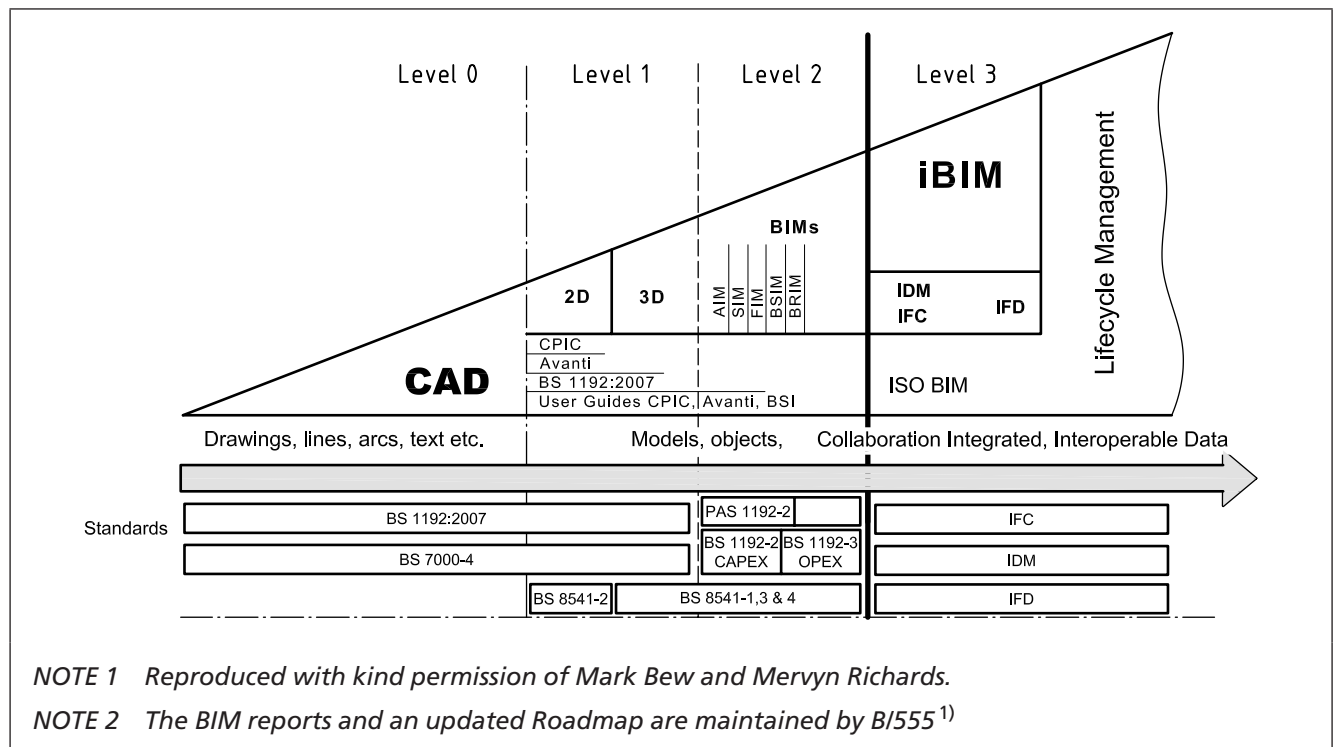 Level 0
Level 1
Level 2
Level 3
iBIM
Lifecycle Management
BIMs
2D
3D
AIM
SIM
FIM
BSIM
BRIM
IDM
IFC
IFD
CPIC
Avanti
BS 1192:2007
User Guides CPIC, Avanti, BSI
CAD
ISO BIM
Drawings, lines, arcs, text etc.
Models, objects,
Collaboration Integrated, Interoperable Data
Standards
BS 1192:2007
PAS 1192-2
IFC
BS 7000-4
BS 1192-2
CAPEX
BS 1192-3
OPEX
IDM
BS 8541-2
BS 8541-1,3 & 4
IFD
NOTE 1 Reproduced with kind permission of Mark Bew and Mervyn Richards.
NOTE 2 The BIM reports and an updated Roadmap are maintained by B/555 1)